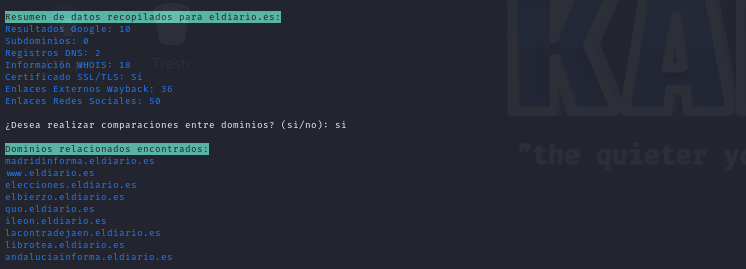 Resumen de datos recopilados para eldiario.es:
Resultados Google: 10
Subdominios: 0
Registros DNS: 2
Información WHOIS: 18
Certificado SSL/TLS: Sí
Enlaces Externos Wayback: 36
Enlaces Redes Sociales: 50
Trash
¿Desea realizar comparaciones entre dominios? (si/no): si
Dominios relacionados encontrados:
madridinforma.eldiario.es
www.eldiario.es
elecciones.eldiario.es
elbierzo.eldiario.es
quo.eldiario.es
ileon.eldiario.es
lacontradejaen.eldiario.es
librotea.eldiario.es
andaluciainforma.eldiario.es
KA
"the quieter yo